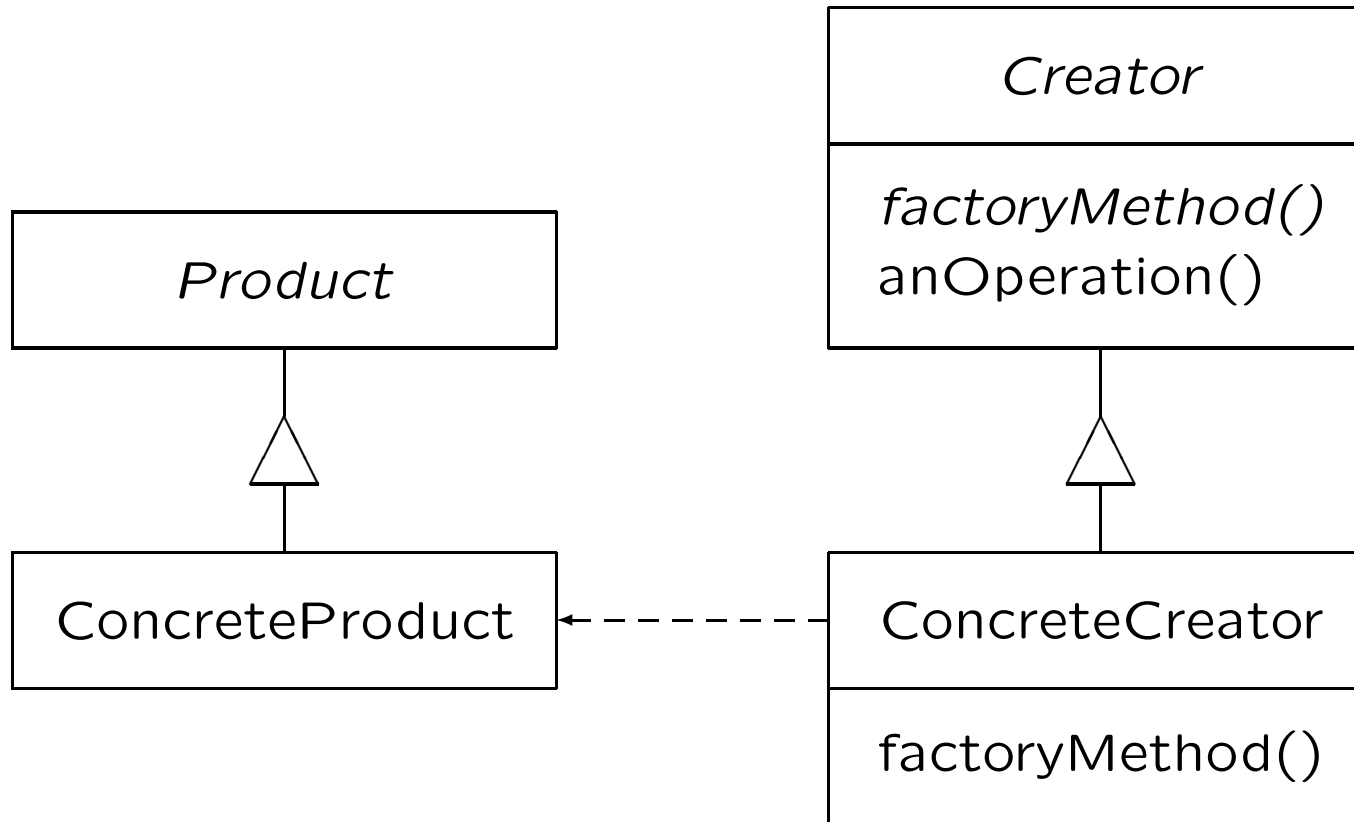 Creator
factoryMethod()
anOperation()
Product
ConcreteProduct
ConcreteCreator
factoryMethod()